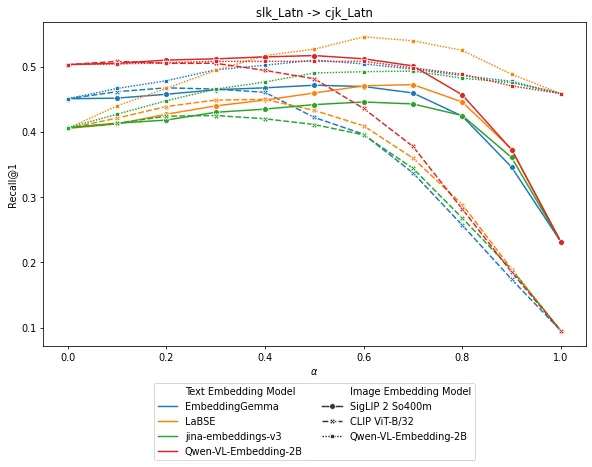 slk_Latn -> cjk_Latn
Recall@1
0.5
0.4
0.3
0.2
0.1
0.0 0.2 0.4 0.6 0.8 1.0
α
Text Embedding Model
EmbeddingGemma
LaBSE
jina-embeddings-v3
Qwen-VL-Embedding-2B
Image Embedding Model
SigLIP 2 So400m
CLIP ViT-B/32
Qwen-VL-Embedding-2B